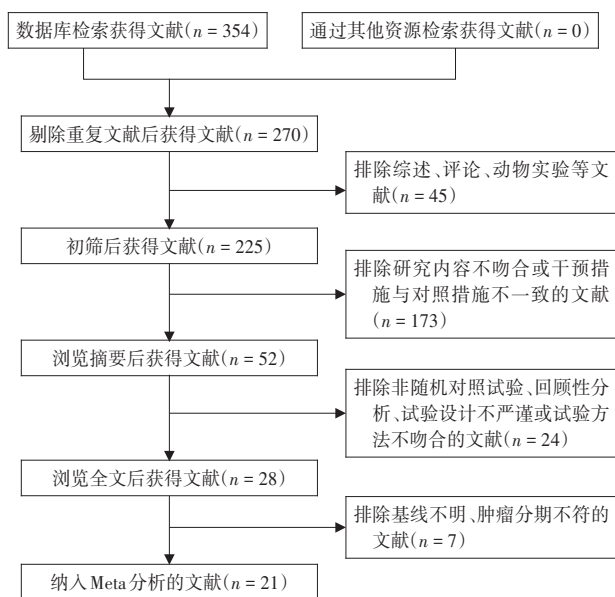 数据库检索获得文献(n = 354)
通过其他资源检索获得文献(n = 0)
剔除重复文献后获得文献(n = 270)
排除综述、评论、动物实验等文
献(n = 45)
初筛后获得文献(n = 225)
排除研究内容不吻合或干预措
施与对照措施不一致的文献
(n = 173)
浏览摘要后获得文献(n = 52)
排除非随机对照试验、回顾性分
析、试验设计不严谨或试验方
法不吻合的文献(n = 24)
浏览全文后获得文献(n = 28)
排除基线不明、肿瘤分期不符的
文献(n = 7)
纳入Meta分析的文献(n = 21)